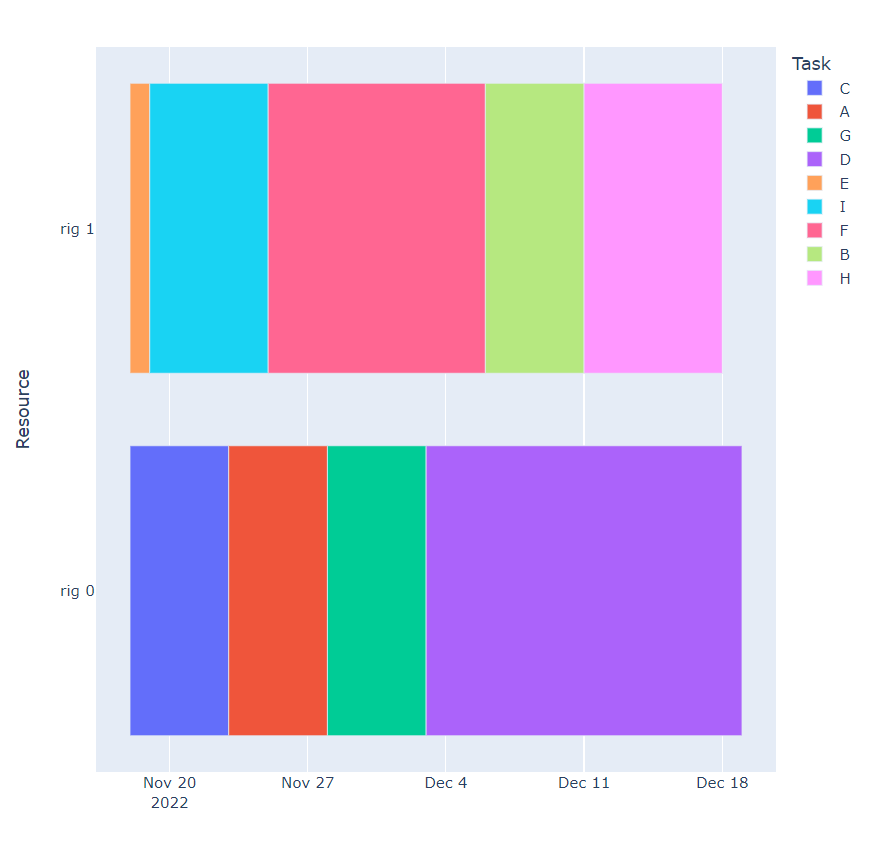 Task
C
A
G
D
E
I
F
B
H
rig 1
Resource
rig 0
Nov 20
2022
Nov 27
Dec 4
Dec 11
Dec 18